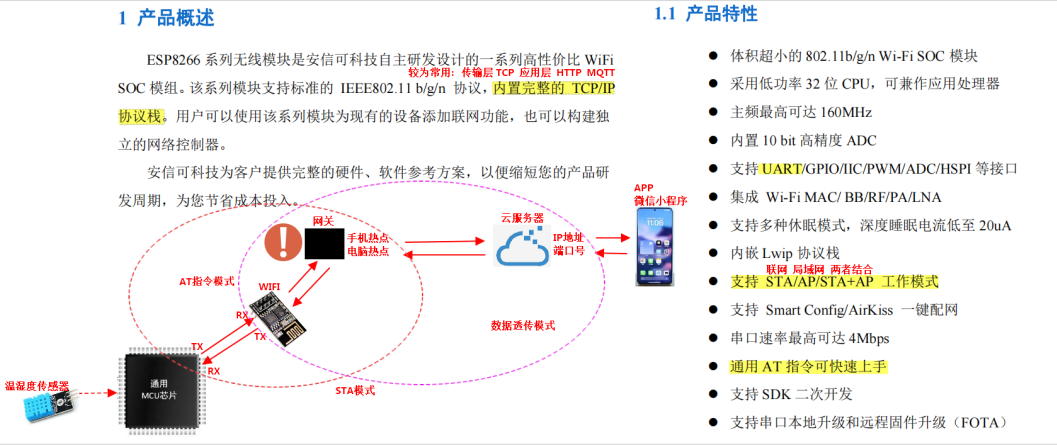 1 产品概述
ESP8266 系列无线模块是安信可科技自主研发设计的一系列高性价比 WiFi
较为常用：传输层 TCP 应用层 HTTP MQTT
SOC 模组。该系列模块支持标准的 IEEE802.11 b/g/n 协议，内置完整的 TCP/IP
协议栈。用户可以使用该系列模块为现有的设备添加联网功能，也可以构建独
立的网络控制器。
安信可科技为客户提供完整的硬件、软件参考方案，以便缩短您的产品研
发周期，为您节省成本投入。
网关
手机热点
电脑热点
云服务器
IP地址
端口号
APP
微信小程序
11:08
AT指令模式
WIFI
RX
TX
TX
RX
数据透传模式
STA模式
通用
MCU芯片
温湿度传感器
1.1 产品特性
● 体积超小的 802.11b/g/n Wi-Fi SOC 模块
● 采用低功率 32 位 CPU，可兼作应用处理器
● 主频最高可达 160MHz
● 内置 10 bit 高精度 ADC
● 支持 UART/GPIO/IIC/PWM/ADC/HSPI 等接口
● 集成 Wi-Fi MAC/ BB/RF/PA/LNA
● 支持多种休眠模式，深度睡眠电流低至 20uA
● 内嵌 Lwip 协议栈
联网 局域网 两者结合
● 支持 STA/AP/STA+AP 工作模式
● 支持 Smart Config/AirKiss 一键配网
● 串口速率最高可达 4Mbps
● 通用 AT 指令可快速上手
● 支持 SDK 二次开发
● 支持串口本地升级和远程固件升级（FOTA）